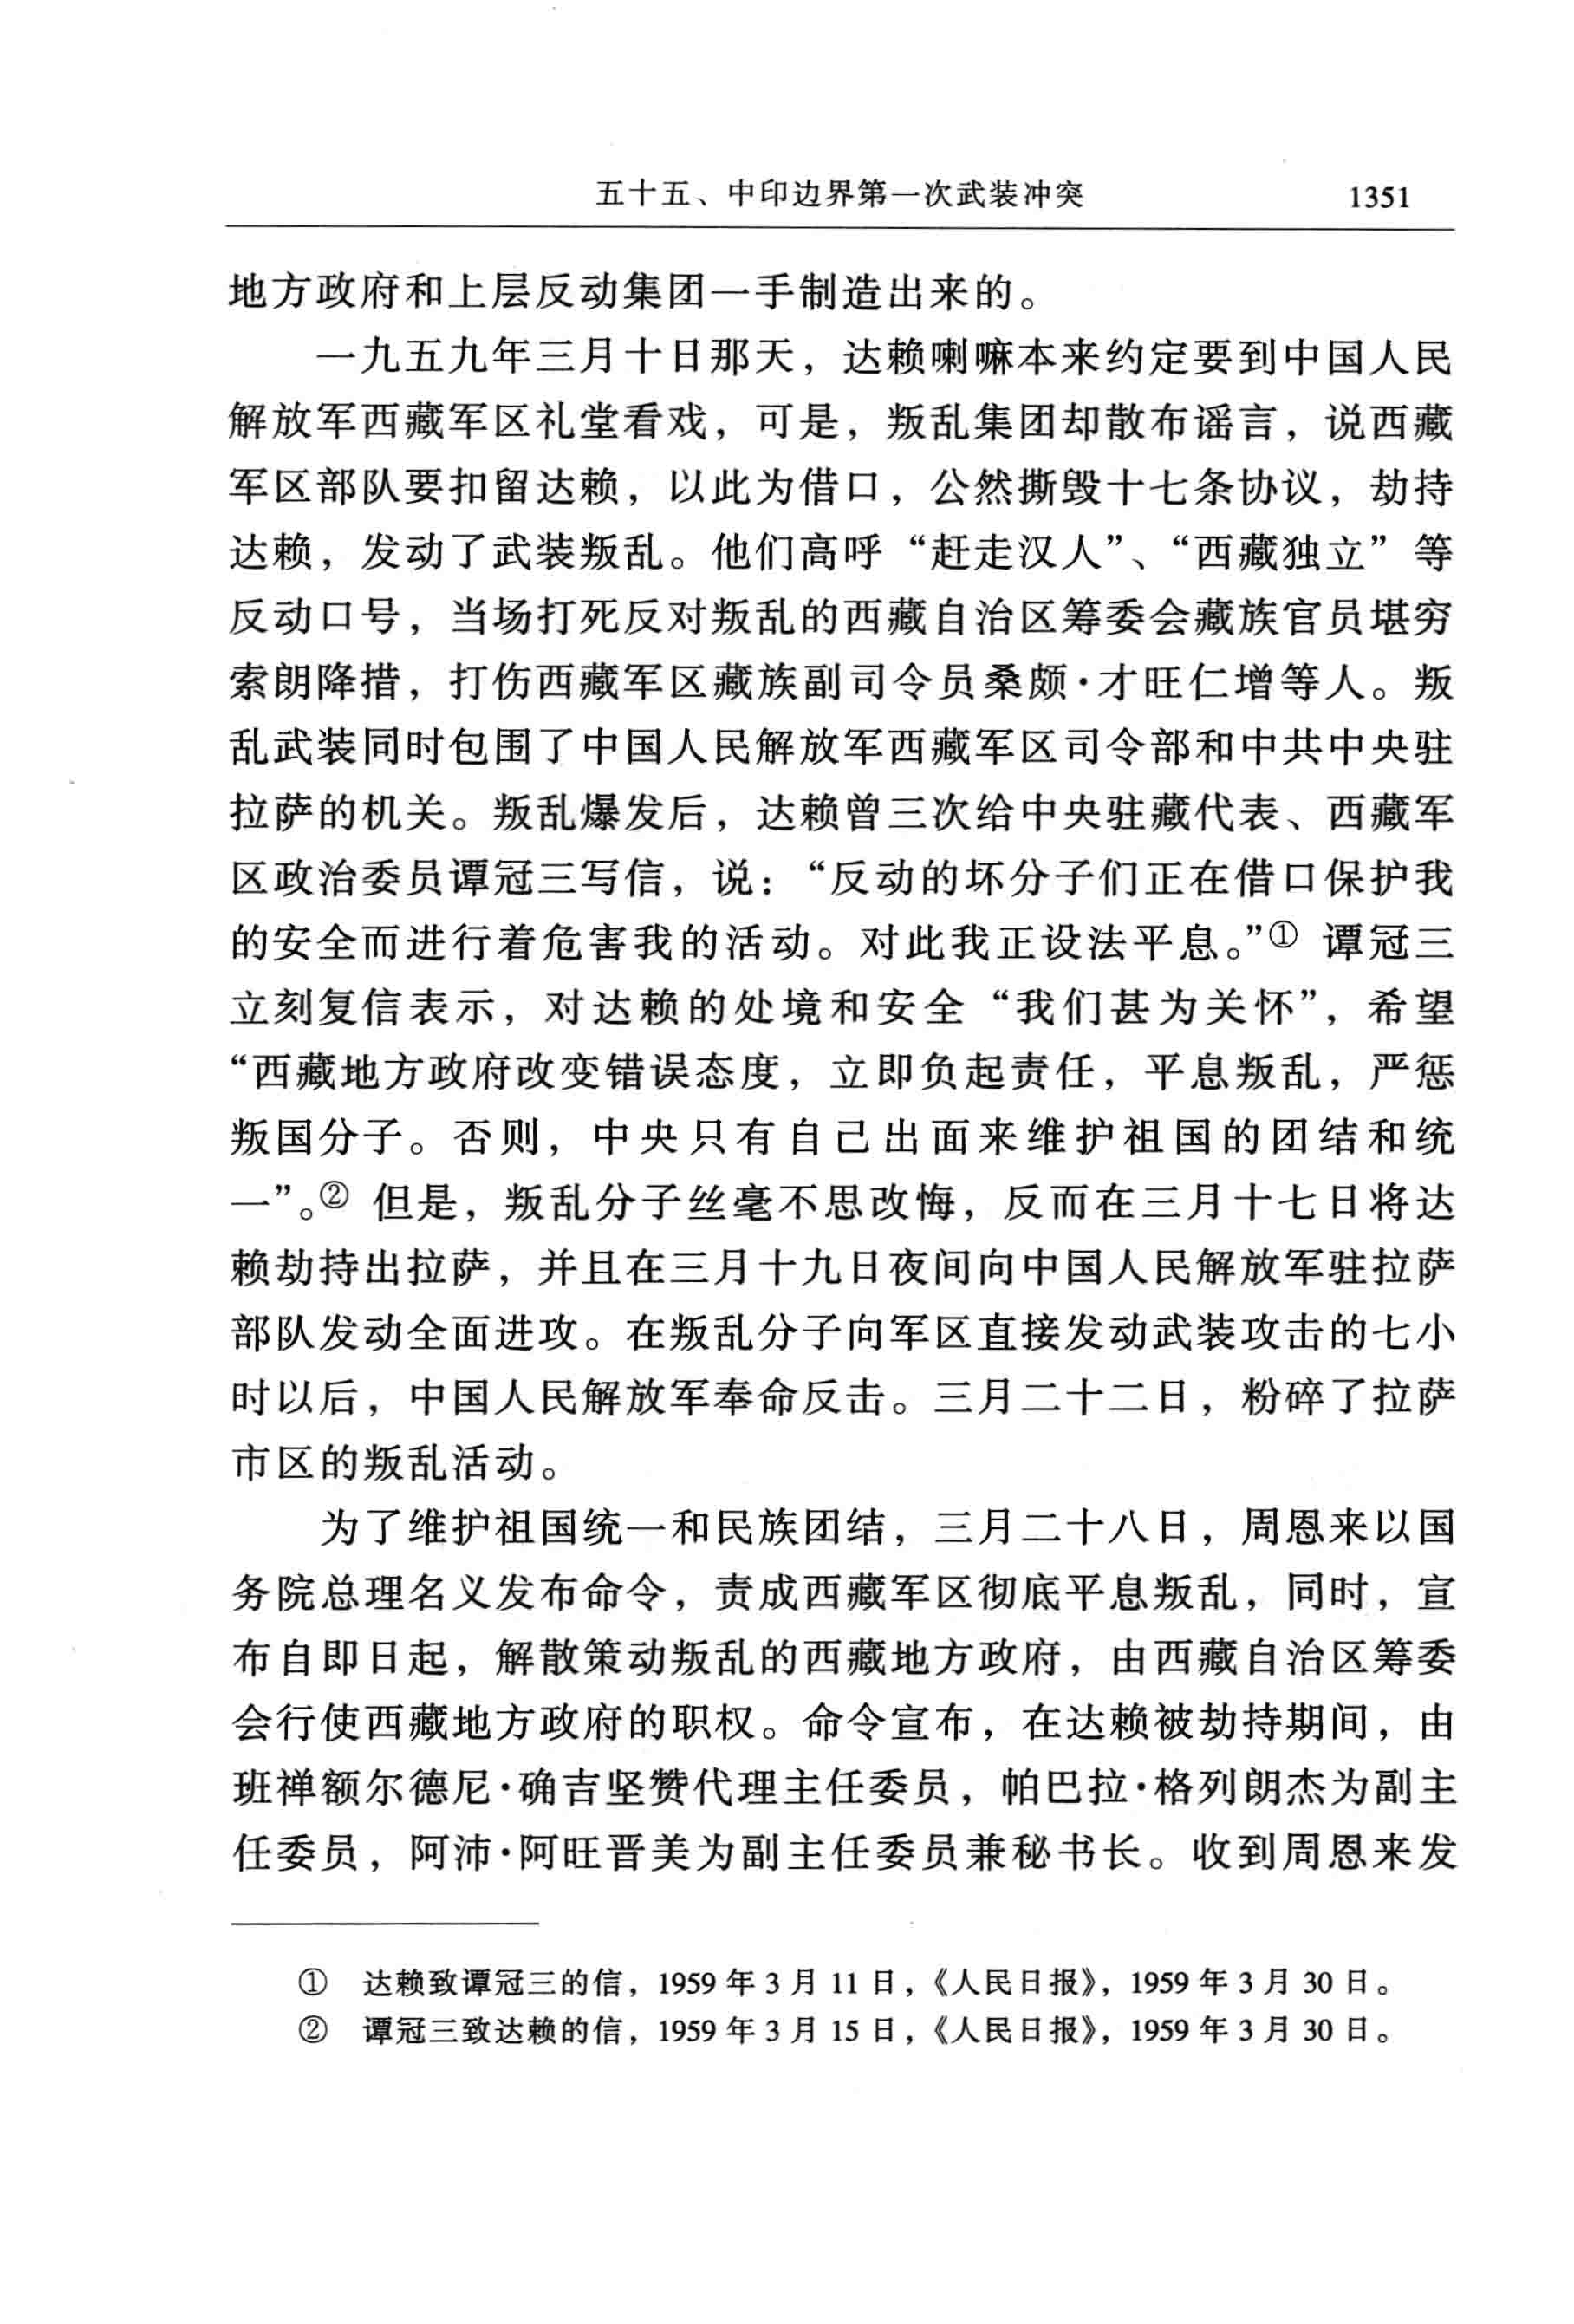 五十五、中印边界第一次武装冲突 1351
地方政府和上层反动集团一手制造出来的。
一九五九年三月十日那天，达赖喇嘛本来约定要到中国人民
解放军西藏军区礼堂看戏，可是，叛乱集团却散布谣言，说西藏
军区部队要扣留达赖，以此为借口，公然撕毁十七条协议，劫持
达赖，发动了武装叛乱。他们高呼“赶走汉人”、“西藏独立”等
反动口号，当场打死反对叛乱的西藏自治区筹委会藏族官员堪穷
索朗降措，打伤西藏军区藏族副司令员桑颇·才旺仁增等人。叛
乱武装同时包围了中国人民解放军西藏军区司令部和中共中央驻
拉萨的机关。叛乱爆发后，达赖曾三次给中央驻藏代表、西藏军
区政治委员谭冠三写信，说：“反动的坏分子们正在借口保护我
的安全而进行着危害我的活动。对此我正设法平息。”① 谭冠三
立刻复信表示，对达赖的处境和安全“我们甚为关怀”，希望
“西藏地方政府改变错误态度，立即负起责任，平息叛乱，严惩
叛国分子。否则，中央只有自己出面来维护祖国的团结和统
一”。② 但是，叛乱分子丝毫不思改悔，反而在三月十七日将达
赖劫持出拉萨，并且在三月十九日夜间向中国人民解放军驻拉萨
部队发动全面进攻。在叛乱分子向军区直接发动武装攻击的七小
时以后，中国人民解放军奉命反击。三月二十二日，粉碎了拉萨
市区的叛乱活动。
为了维护祖国统一和民族团结，三月二十八日，周恩来以国
务院总理名义发布命令，责成西藏军区彻底平息叛乱，同时，宣
布自即日起，解散策动叛乱的西藏地方政府，由西藏自治区筹委
会行使西藏地方政府的职权。命令宣布，在达赖被劫持期间，由
班禅额尔德尼·确吉坚赞代理主任委员，帕巴拉·格列朗杰为副主
任委员，阿沛·阿旺晋美为副主任委员兼秘书长。收到周恩来发
① 达赖致谭冠三的信，1959 年 3 月 11 日，《人民日报》，1959 年 3 月 30 日。
② 谭冠三致达赖的信，1959 年 3 月 15 日，《人民日报》，1959 年 3 月 30 日。